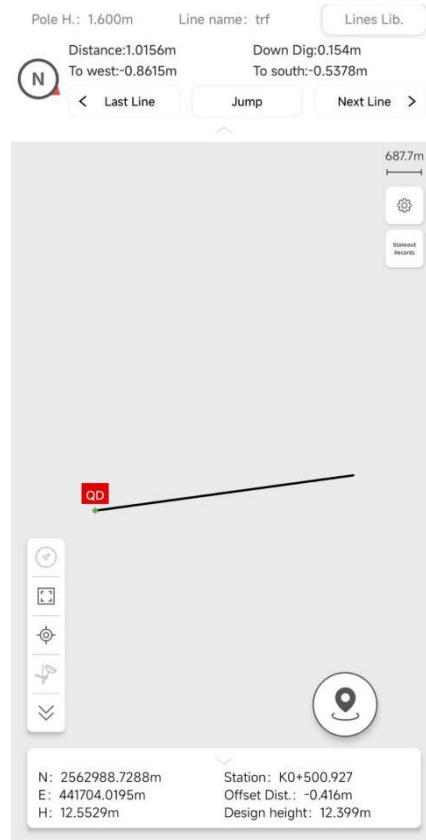 Pole H.: 1.600m Line name: trf Lines Lib.
Distance:1.0156m Down Dig:0.154m
N To west:-0.8615m To south:-0.5378m
< Last Line Jump Next Line >
687.7m
Stakeout
Records
QD
N: 2562988.7288m Station: K0+500.927
E: 441704.0195m Offset Dist.: -0.416m
H: 12.5529m Design height: 12.399m